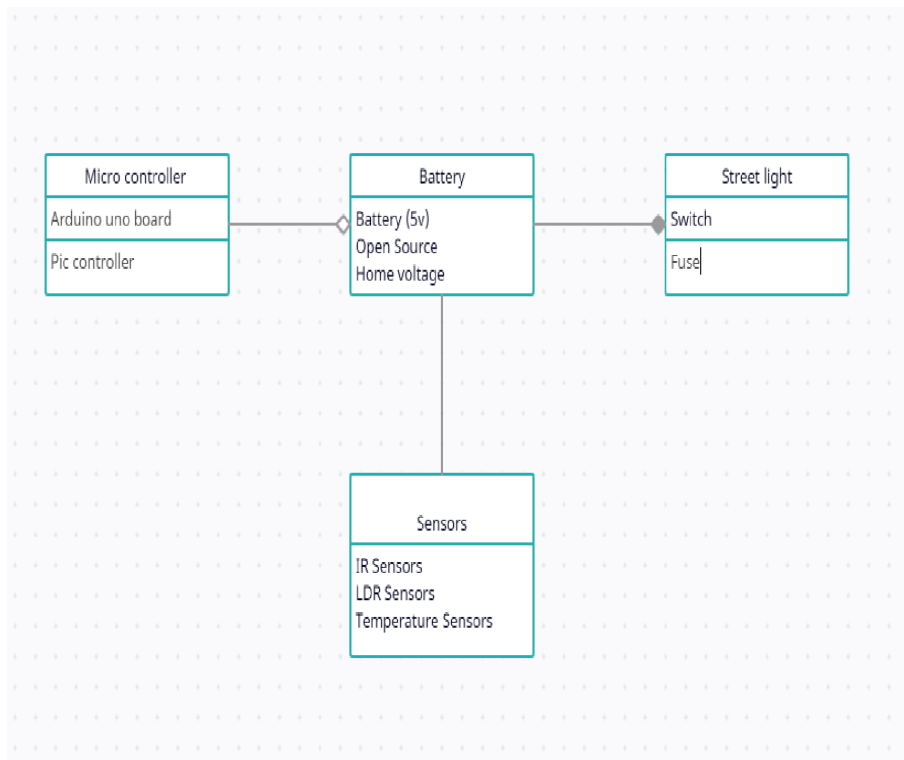 Micro controller
Arduino uno board
Pic controller
Battery
Battery (5v)
Open Source
Home voltage
Street light
Switch
Fuse
Sensors
IR Sensors
LDR Sensors
Temperature Sensors